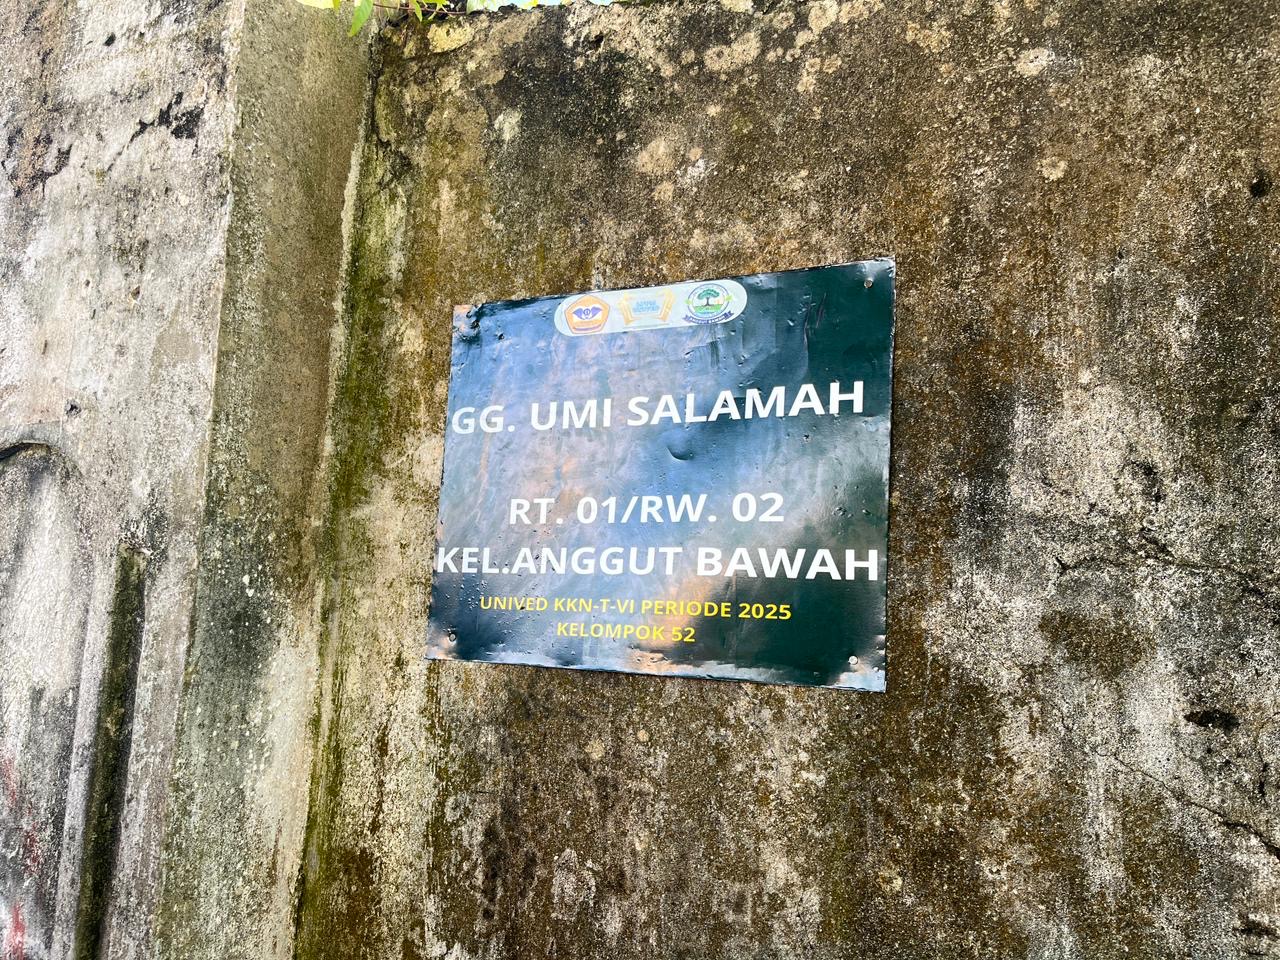 GG. UMI SALAMAH
RT. 01/RW. 02
KEL.ANGGUT BAWAH
UNIVED KKN-T-VI PERIODE 2025
KELOMPOK 52